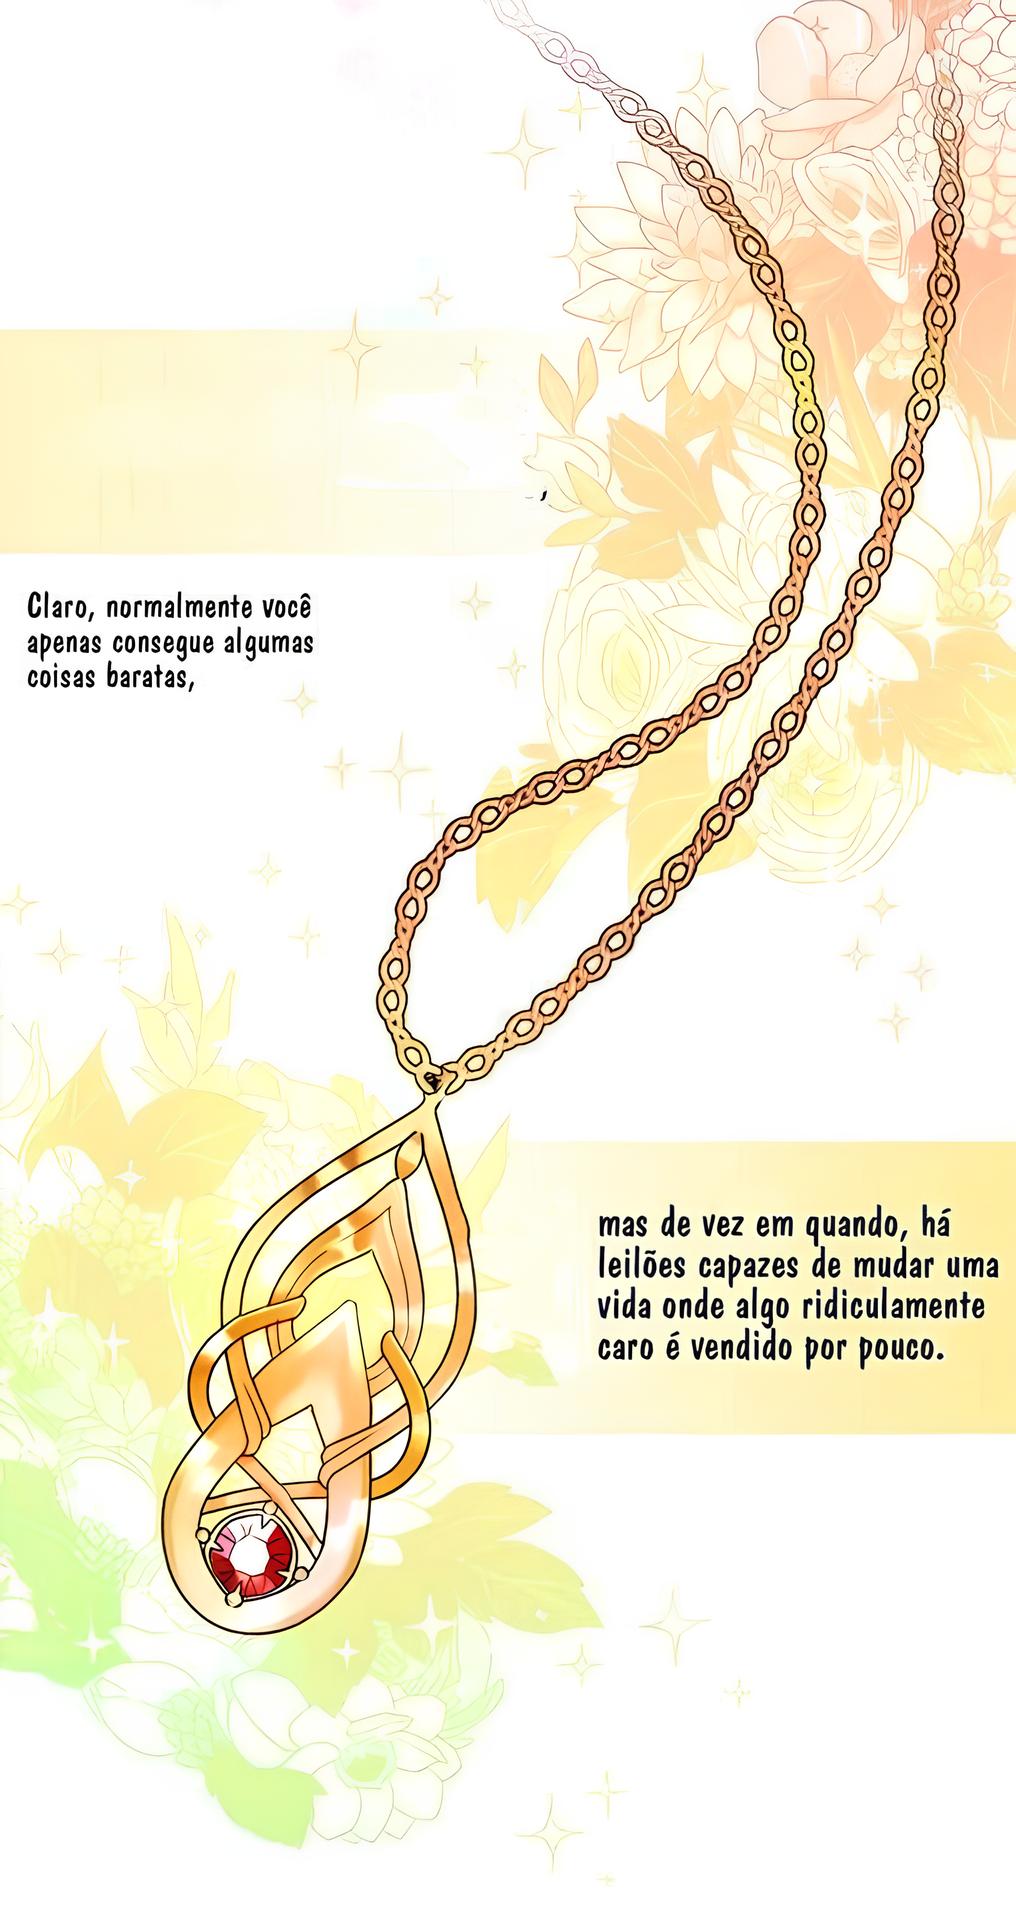 Claro, normalmente você
apenas consegue algumas
coisas baratas,
mas de vez em quando, há
leilões capazes de mudar uma
vida onde algo ridiculamente
caro é vendido por pouco.